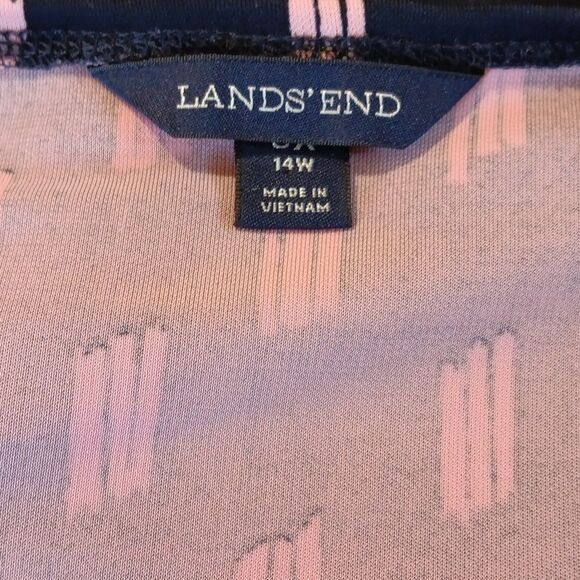 LANDS' END
14W
MADE IN
VIETNAM